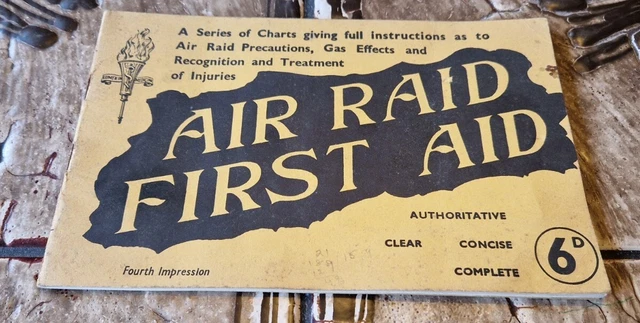 A Series of Charts giving full instructions as to
Air Raid Precautions, Gas Effects and
Recognition and Treatment
of Injuries
AIR RAID
FIRST AID
AUTHORITATIVE
CLEAR CONCISE
COMPLETE
6D
Fourth Impression